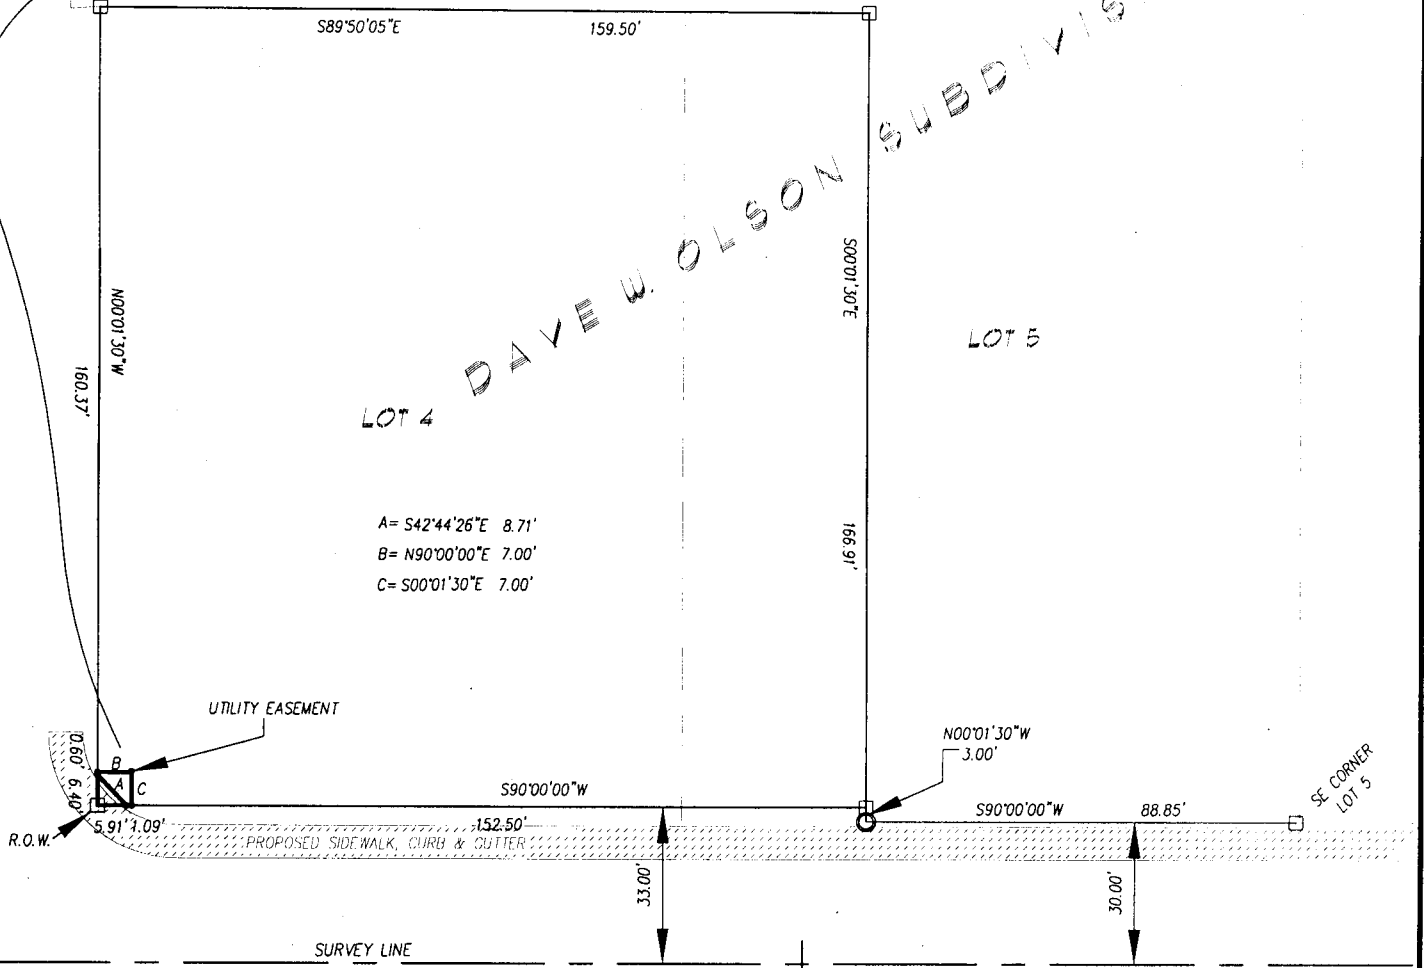 S89°50'05"E 159.50'
DAVE W. OLSON SUBDIVIS
N00°01'30"W
160.37'
S00°01'30"E
166.91'
LOT 5
LOT 4
A= S42°44'26"E 8.71'
B= N90°00'00"E 7.00'
C= S00°01'30"E 7.00'
UTILITY EASEMENT
N00°01'30"W
3.00'
SE CORNER
LOT 5
0.60'
6.40'
B
A
C
S90°00'00"W
S90°00'00"W 88.85'
R.O.W.
5.91' 1.09'
152.50'
PROPOSED SIDEWALK, CURB & GUTTER
33.00'
30.00'
SURVEY LINE